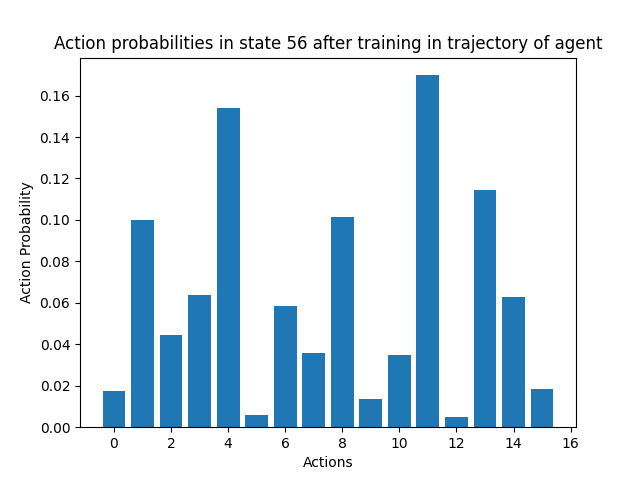 Action probabilities in state 56 after training in trajectory of agent
0.16
0.14
0.12
0.10
0.08
0.06
0.04
0.02
0.00
Action Probability
0 2 4 6 8 10 12 14 16
Actions